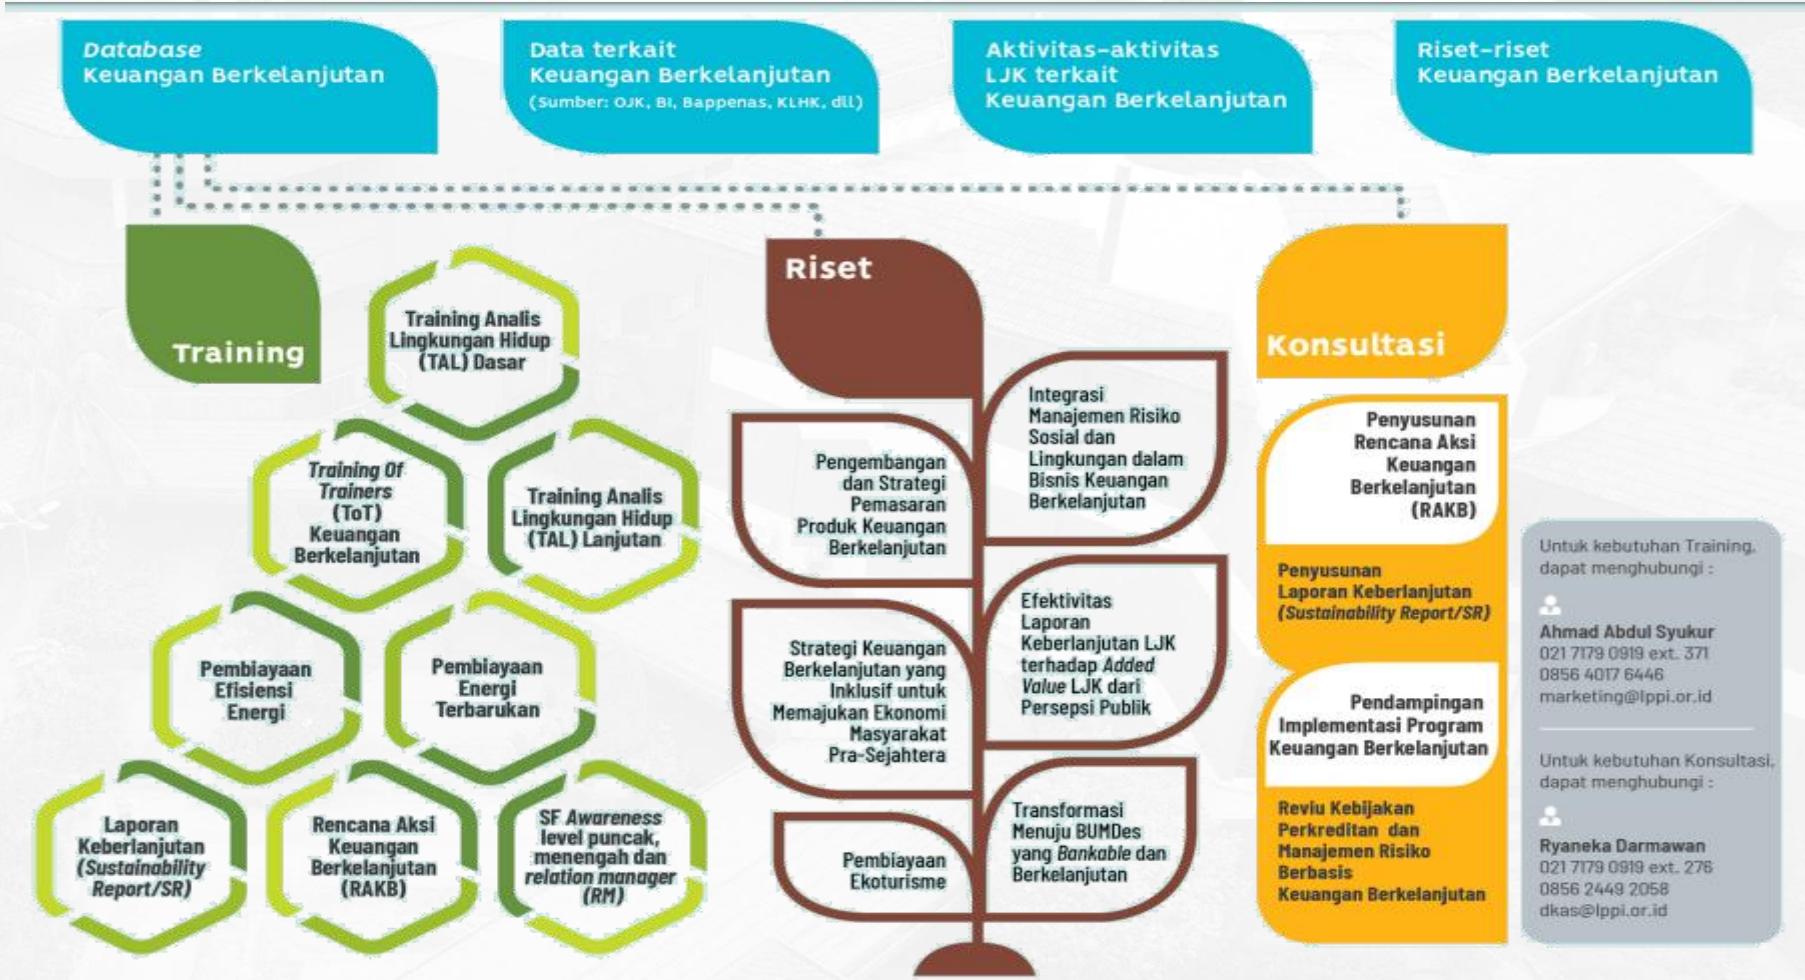 Database
Keuangan Berkelanjutan
Data terkait
Keuangan Berkelanjutan
(Sumber: OJK, BI, Bappenas, KLHK, dll)
Aktivitas-aktivitas
LJK terkait
Keuangan Berkelanjutan
Riset-riset
Keuangan Berkelanjutan
Training
Training Analis
Lingkungan Hidup
(TAL) Dasar
Training Of
Trainers
(ToT)
Keuangan
Berkelanjutan
Training Analis
Lingkungan Hidup
(TAL) Lanjutan
Pembiayaan
Efisiensi
Energi
Pembiayaan
Energi
Terbarukan
Laporan
Keberlanjutan
(Sustainability
Report/SR)
Rencana Aksi
Keuangan
Berkelanjutan
(RAKB)
SF Awareness
level puncak,
menengah dan
relation manager
(RM)
Riset
Integrasi
Manajemen Risiko
Sosial dan
Lingkungan dalam
Bisnis Keuangan
Berkelanjutan
Pengembangan
dan Strategi
Pemasaran
Produk Keuangan
Berkelanjutan
Efektivitas
Laporan
Keberlanjutan LJK
terhadap Added
Value LJK dari
Persepsi Publik
Strategi Keuangan
Berkelanjutan yang
Inklusif untuk
Memajukan Ekonomi
Masyarakat
Pra-Sejahtera
Transformasi
Menuju BUMDes
yang Bankable dan
Berkelanjutan
Pembiayaan
Ekoturisme
Konsultasi
Penyusunan
Rencana Aksi
Keuangan
Berkelanjutan
(RAKB)
Penyusunan
Laporan Keberlanjutan
(Sustainability Report/SR)
Pendampingan
Implementasi Program
Keuangan Berkelanjutan
Reviu Kebijakan
Perkreditan dan
Manajemen Risiko
Berbasis
Keuangan Berkelanjutan
Untuk kebutuhan Training,
dapat menghubungi :
Ahmad Abdul Syukur
021 7179 0919 ext. 371
0856 4017 6446
marketing@lppi.or.id
Untuk kebutuhan Konsultasi,
dapat menghubungi :
Ryaneka Darmawan
021 7179 0919 ext. 276
0856 2449 2058
dkas@lppi.or.id